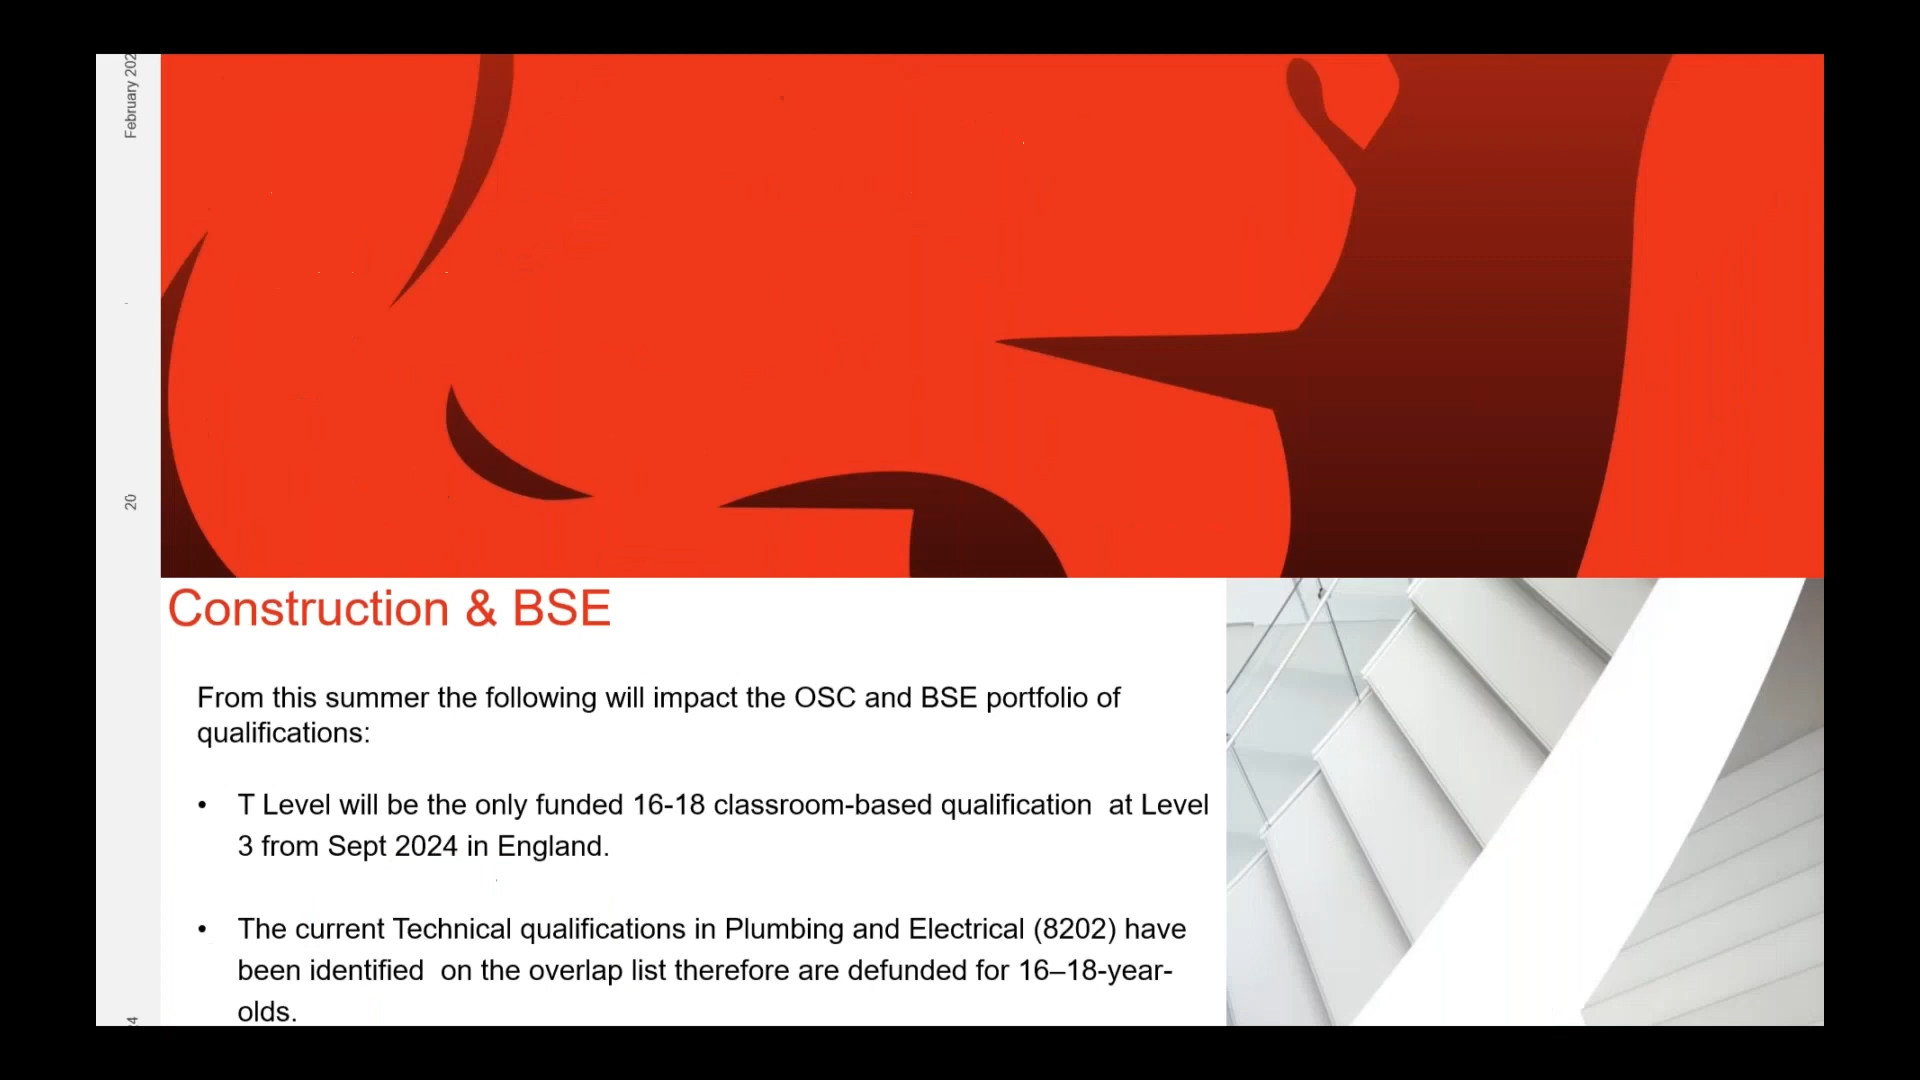 February 202
20
4
Construction & BSE
From this summer the following will impact the OSC and BSE portfolio of
qualifications:
• T Level will be the only funded 16-18 classroom-based qualification  at Level
3 from Sept 2024 in England.
• The current Technical qualifications in Plumbing and Electrical (8202) have
been identified  on the overlap list therefore are defunded for 16–18-year-
olds.